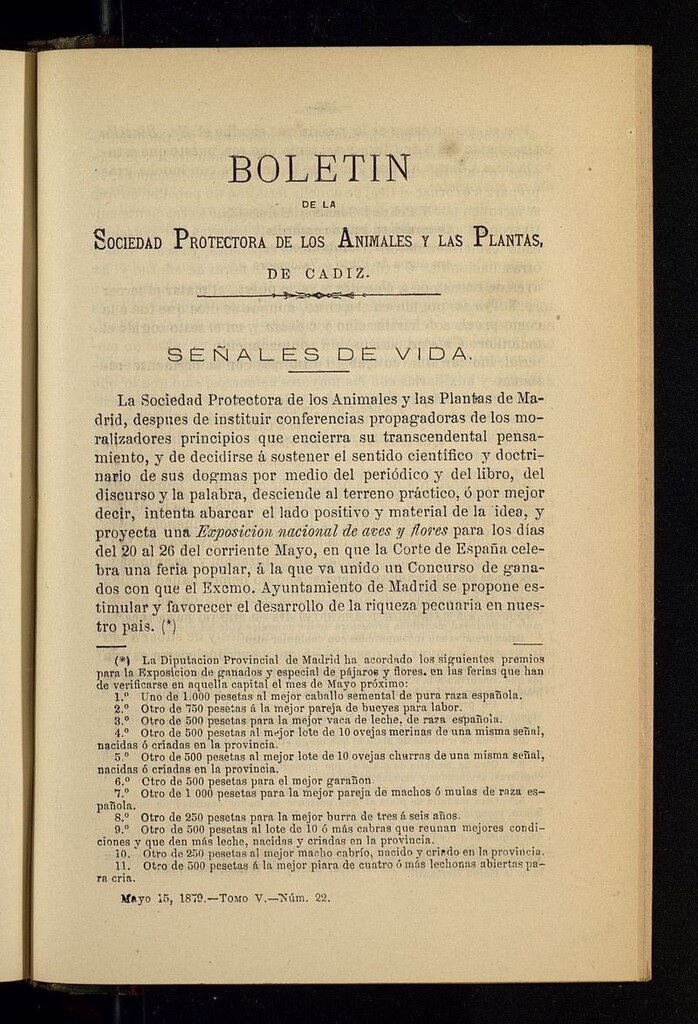 BOLETIN
DE LA
SOCIEDAD PROTECTORA DE LOS ANIMALES Y LAS PLANTAS,
DE CADIZ.
SEÑALES DE VIDA.
La Sociedad Protectora de los Animales y las Plantas de Ma-
drid, despues de instituir conferencias propagadoras de los mo-
ralizadores principios que encierra su transcendental pensa-
miento, y de decidirse á sostener el sentido científico y doctri-
nario de sus dogmas por medio del periódico y del libro, del
discurso y la palabra, desciende al terreno práctico, ó por mejor
decir, intenta abarcar el lado positivo y material de la idea, y
proyecta una Exposicion nacional de aves y flores para los días
del 20 al 26 del corriente Mayo, en que la Corte de España cele-
bra una feria popular, á la que va unido un Concurso de gana-
dos con que el Excmo. Ayuntamiento de Madrid se propone es-
timular y favorecer el desarrollo de la riqueza pecuaria en nues-
tro pais. (*)
(*) La Diputacion Provincial de Madrid ha acordado los siguientes premios
para la Exposicion de ganados y especial de pájaros y flores, en las ferias que han
de verificarse en aquella capital el mes de Mayo próximo:
1.º Uno de 1.000 pesetas al mejor caballo semental de pura raza española.
2.º Otro de 750 pesetas á la mejor pareja de bueyes para labor.
3.º Otro de 500 pesetas para la mejor vaca de leche, de raza española.
4.º Otro de 500 pesetas al mejor lote de 10 ovejas merinas de una misma señal,
nacidas ó criadas en la provincia.
5.º Otro de 500 pesetas al mejor lote de 10 ovejas churras de una misma señal,
nacidas ó criadas en la provincia.
6.º Otro de 500 pesetas para el mejor garañon.
7.º Otro de 1 000 pesetas para la mejor pareja de machos ó mulas de raza es-
pañola.
8.º Otro de 250 pesetas para la mejor burra de tres á seis años.
9.º Otro de 500 pesetas al lote de 10 ó más cabras que reunan mejores condi-
ciones y que den más leche, nacidas y criadas en la provincia.
10. Otro de 250 pesetas al mejor macho cabrío, nacido y criado en la provincia.
11. Otro de 500 pesetas á la mejor piara de cuatro ó más lechonas abiertas pa-
ra cria.
Mayo 15, 1879.—TOMO V.—Núm. 22.